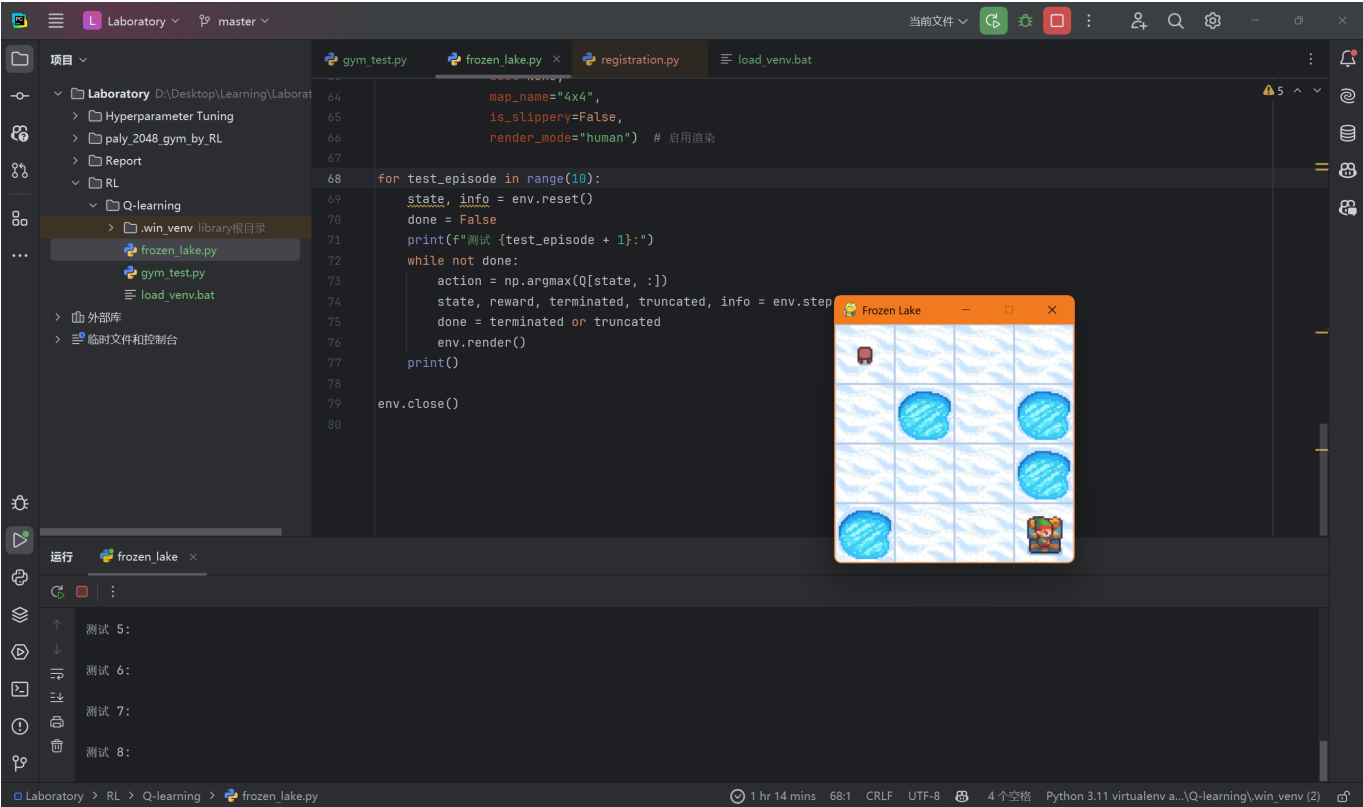 PC
L Laboratory
master
当前文件
项目
gym_test.py
frozen_lake.py
registration.py
load_venv.bat
Laboratory D:\Desktop\Learning\Laborat
Hyperparameter Tuning
paly_2048_gym_by_RL
Report
RL
Q-learning
.win_venv library根目录
frozen_lake.py
gym_test.py
load_venv.bat
外部库
临时文件和控制台
5
64 map_name="4x4",
65 is_slippery=False,
66 render_mode="human") # 启用渲染
67
68 for test_episode in range(10):
69 state, info = env.reset()
70 done = False
71 print(f"测试 {test_episode + 1}:")
72 while not done:
73 action = np.argmax(Q[state, :])
74 state, reward, terminated, truncated, info = env.step
75 done = terminated or truncated
76 env.render()
77 print()
78
79 env.close()
80
Frozen Lake
运行 frozen_lake
测试 5:
测试 6:
测试 7:
测试 8:
Laboratory > RL > Q-learning > frozen_lake.py
1 hr 14 mins 68:1 CRLF UTF-8 4 个空格 Python 3.11 virtualenv a...\Q-learning\.win_venv (2)